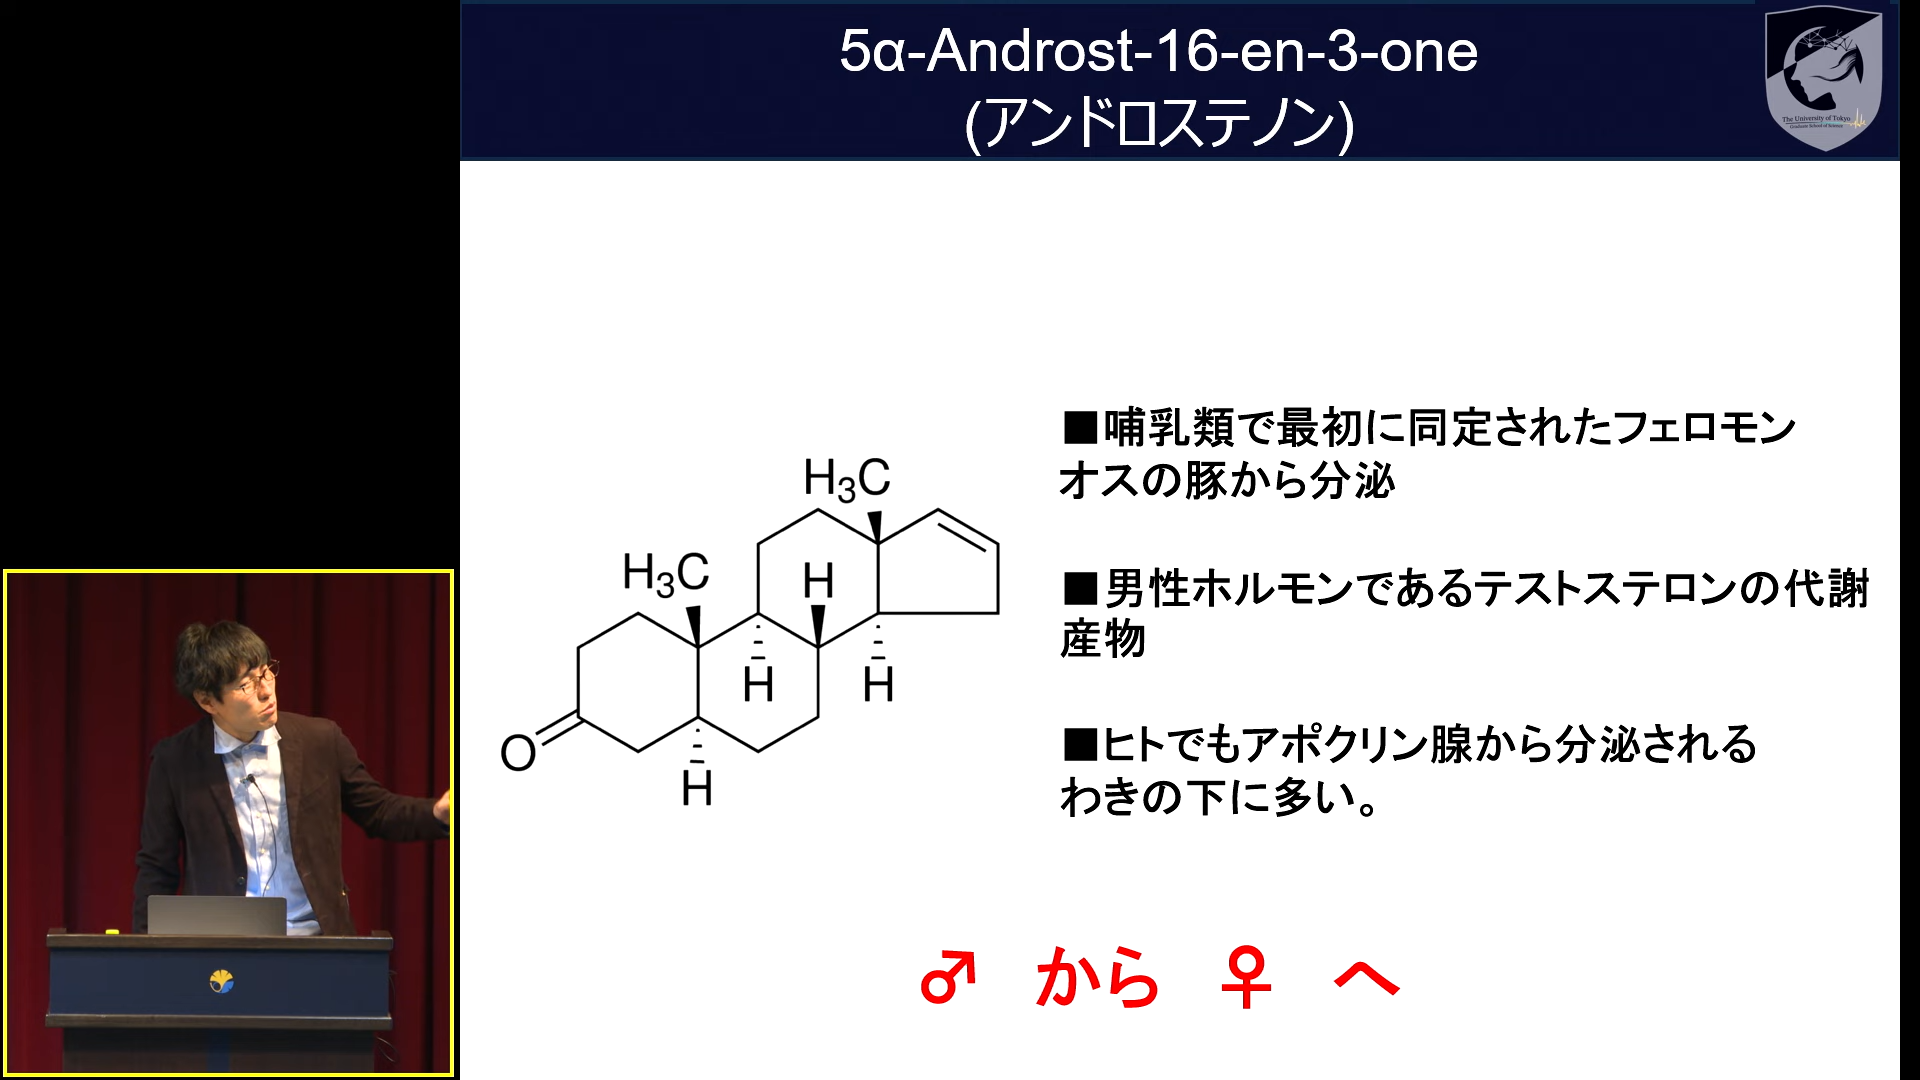 5α-Androst-16-en-3-one
(アンドロステノン)
The University of Tokyo
Graduate School of Science
■哺乳類で最初に同定されたフェロモン
オスの豚から分泌
■男性ホルモンであるテストステロンの代謝
産物
■ヒトでもアポクリン腺から分泌される
わきの下に多い。
H₃C
H₃C
H
H
H
O
H
♂ から ♀ へ